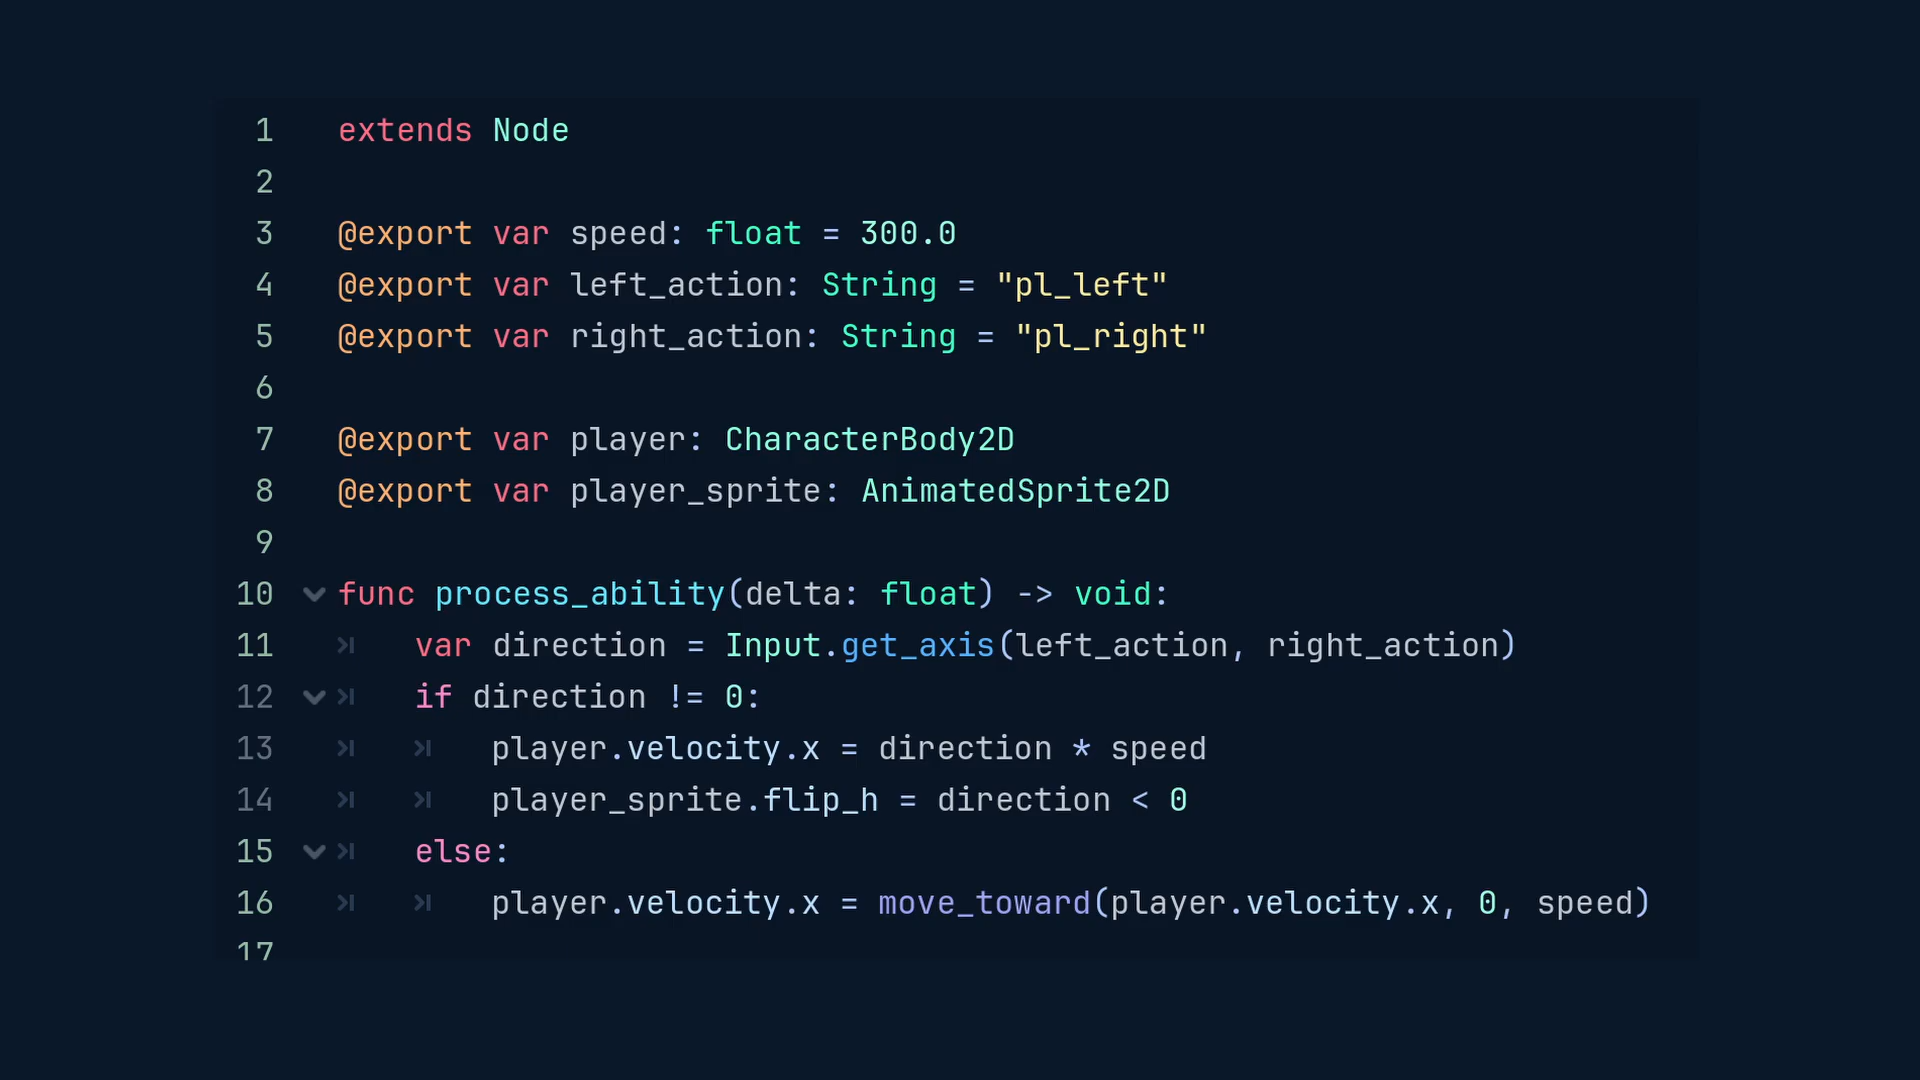 1 extends Node
2
3 @export var speed: float = 300.0
4 @export var left_action: String = "pl_left"
5 @export var right_action: String = "pl_right"
6
7 @export var player: CharacterBody2D
8 @export var player_sprite: AnimatedSprite2D
9
10 func process_ability(delta: float) -> void:
11 var direction = Input.get_axis(left_action, right_action)
12 if direction != 0:
13 player.velocity.x = direction * speed
14 player_sprite.flip_h = direction < 0
15 else:
16 player.velocity.x = move_toward(player.velocity.x, 0, speed)
17